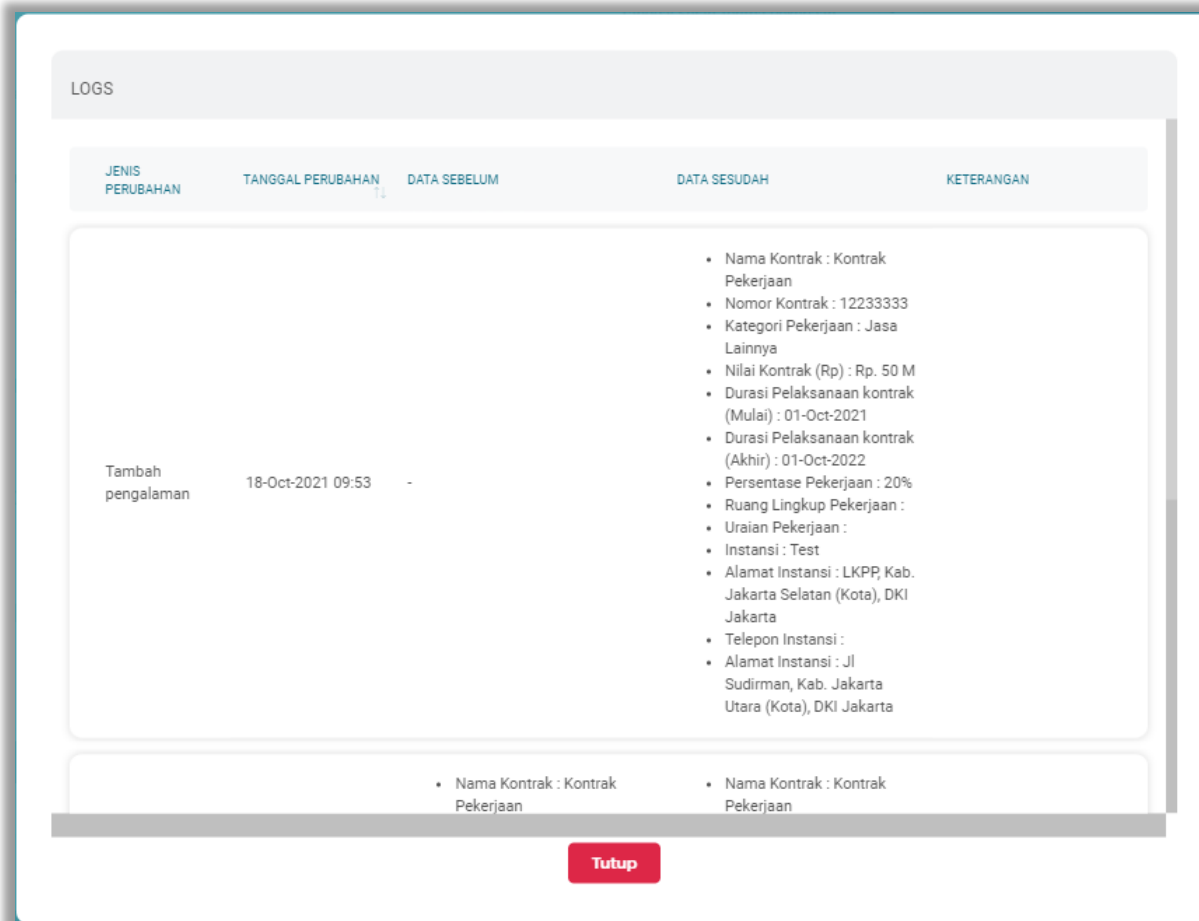 LOGS
JENIS
PERUBAHAN
TANGGAL PERUBAHAN
DATA SEBELUM
DATA SESUDAH
KETERANGAN
Tambah
pengalaman
18-Oct-2021 09:53
-
• Nama Kontrak : Kontrak
Pekerjaan
• Nomor Kontrak : 12233333
• Kategori Pekerjaan : Jasa
Lainnya
• Nilai Kontrak (Rp) : Rp. 50 M
• Durasi Pelaksanaan kontrak
(Mulai) : 01-Oct-2021
• Durasi Pelaksanaan kontrak
(Akhir) : 01-Oct-2022
• Persentase Pekerjaan : 20%
• Ruang Lingkup Pekerjaan :
• Uraian Pekerjaan :
• Instansi : Test
• Alamat Instansi : LKPP, Kab.
Jakarta Selatan (Kota), DKI
Jakarta
• Telepon Instansi :
• Alamat Instansi : Jl
Sudirman, Kab. Jakarta
Utara (Kota), DKI Jakarta
• Nama Kontrak : Kontrak
Pekerjaan
• Nama Kontrak : Kontrak
Pekerjaan
Tutup